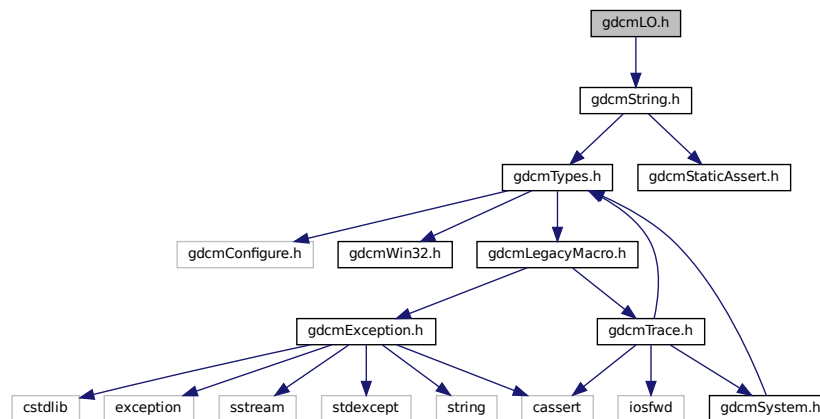 gdcmLO.h
gdcmString.h
gdcmTypes.h
gdcmStaticAssert.h
gdcmConfigure.h
gdcmWin32.h
gdcmLegacyMacro.h
gdcmException.h
gdcmTrace.h
cstdlib
exception
sstream
stdexcept
string
cassert
iosfwd
gdcmSystem.h